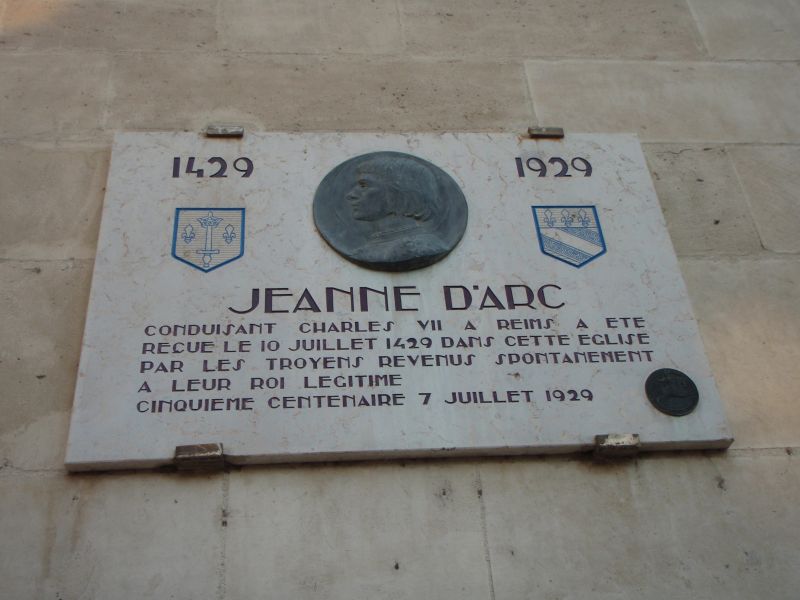 1429 1929
JEANNE D'ARC
CONDUISANT CHARLES VII A REIMS A ETE
REÇUE LE 10 JUILLET 1429 DANS CETTE EGLISE
PAR LES TROYENS REVENUS SPONTANEMENT
A LEUR ROI LEGITIME
CINQUIEME CENTENAIRE 7 JUILLET 1929